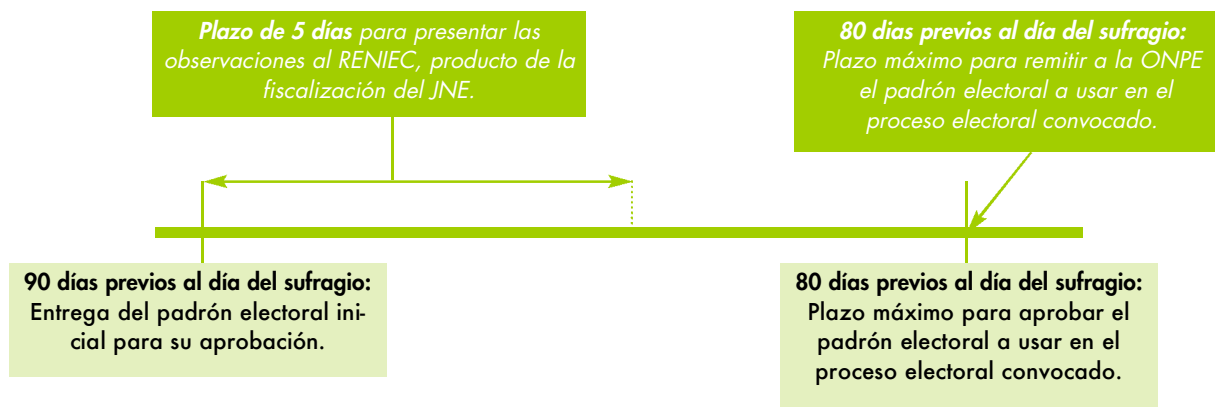 Plazo de 5 días para presentar las
observaciones al RENIEC, producto de la
fiscalización del JNE.
80 dias previos al día del sufragio:
Plazo máximo para remitir a la ONPE
el padrón electoral a usar en el
proceso electoral convocado.
90 días previos al día del sufragio:
Entrega del padrón electoral ini-
cial para su aprobación.
80 días previos al día del sufragio:
Plazo máximo para aprobar el
padrón electoral a usar en el
proceso electoral convocado.